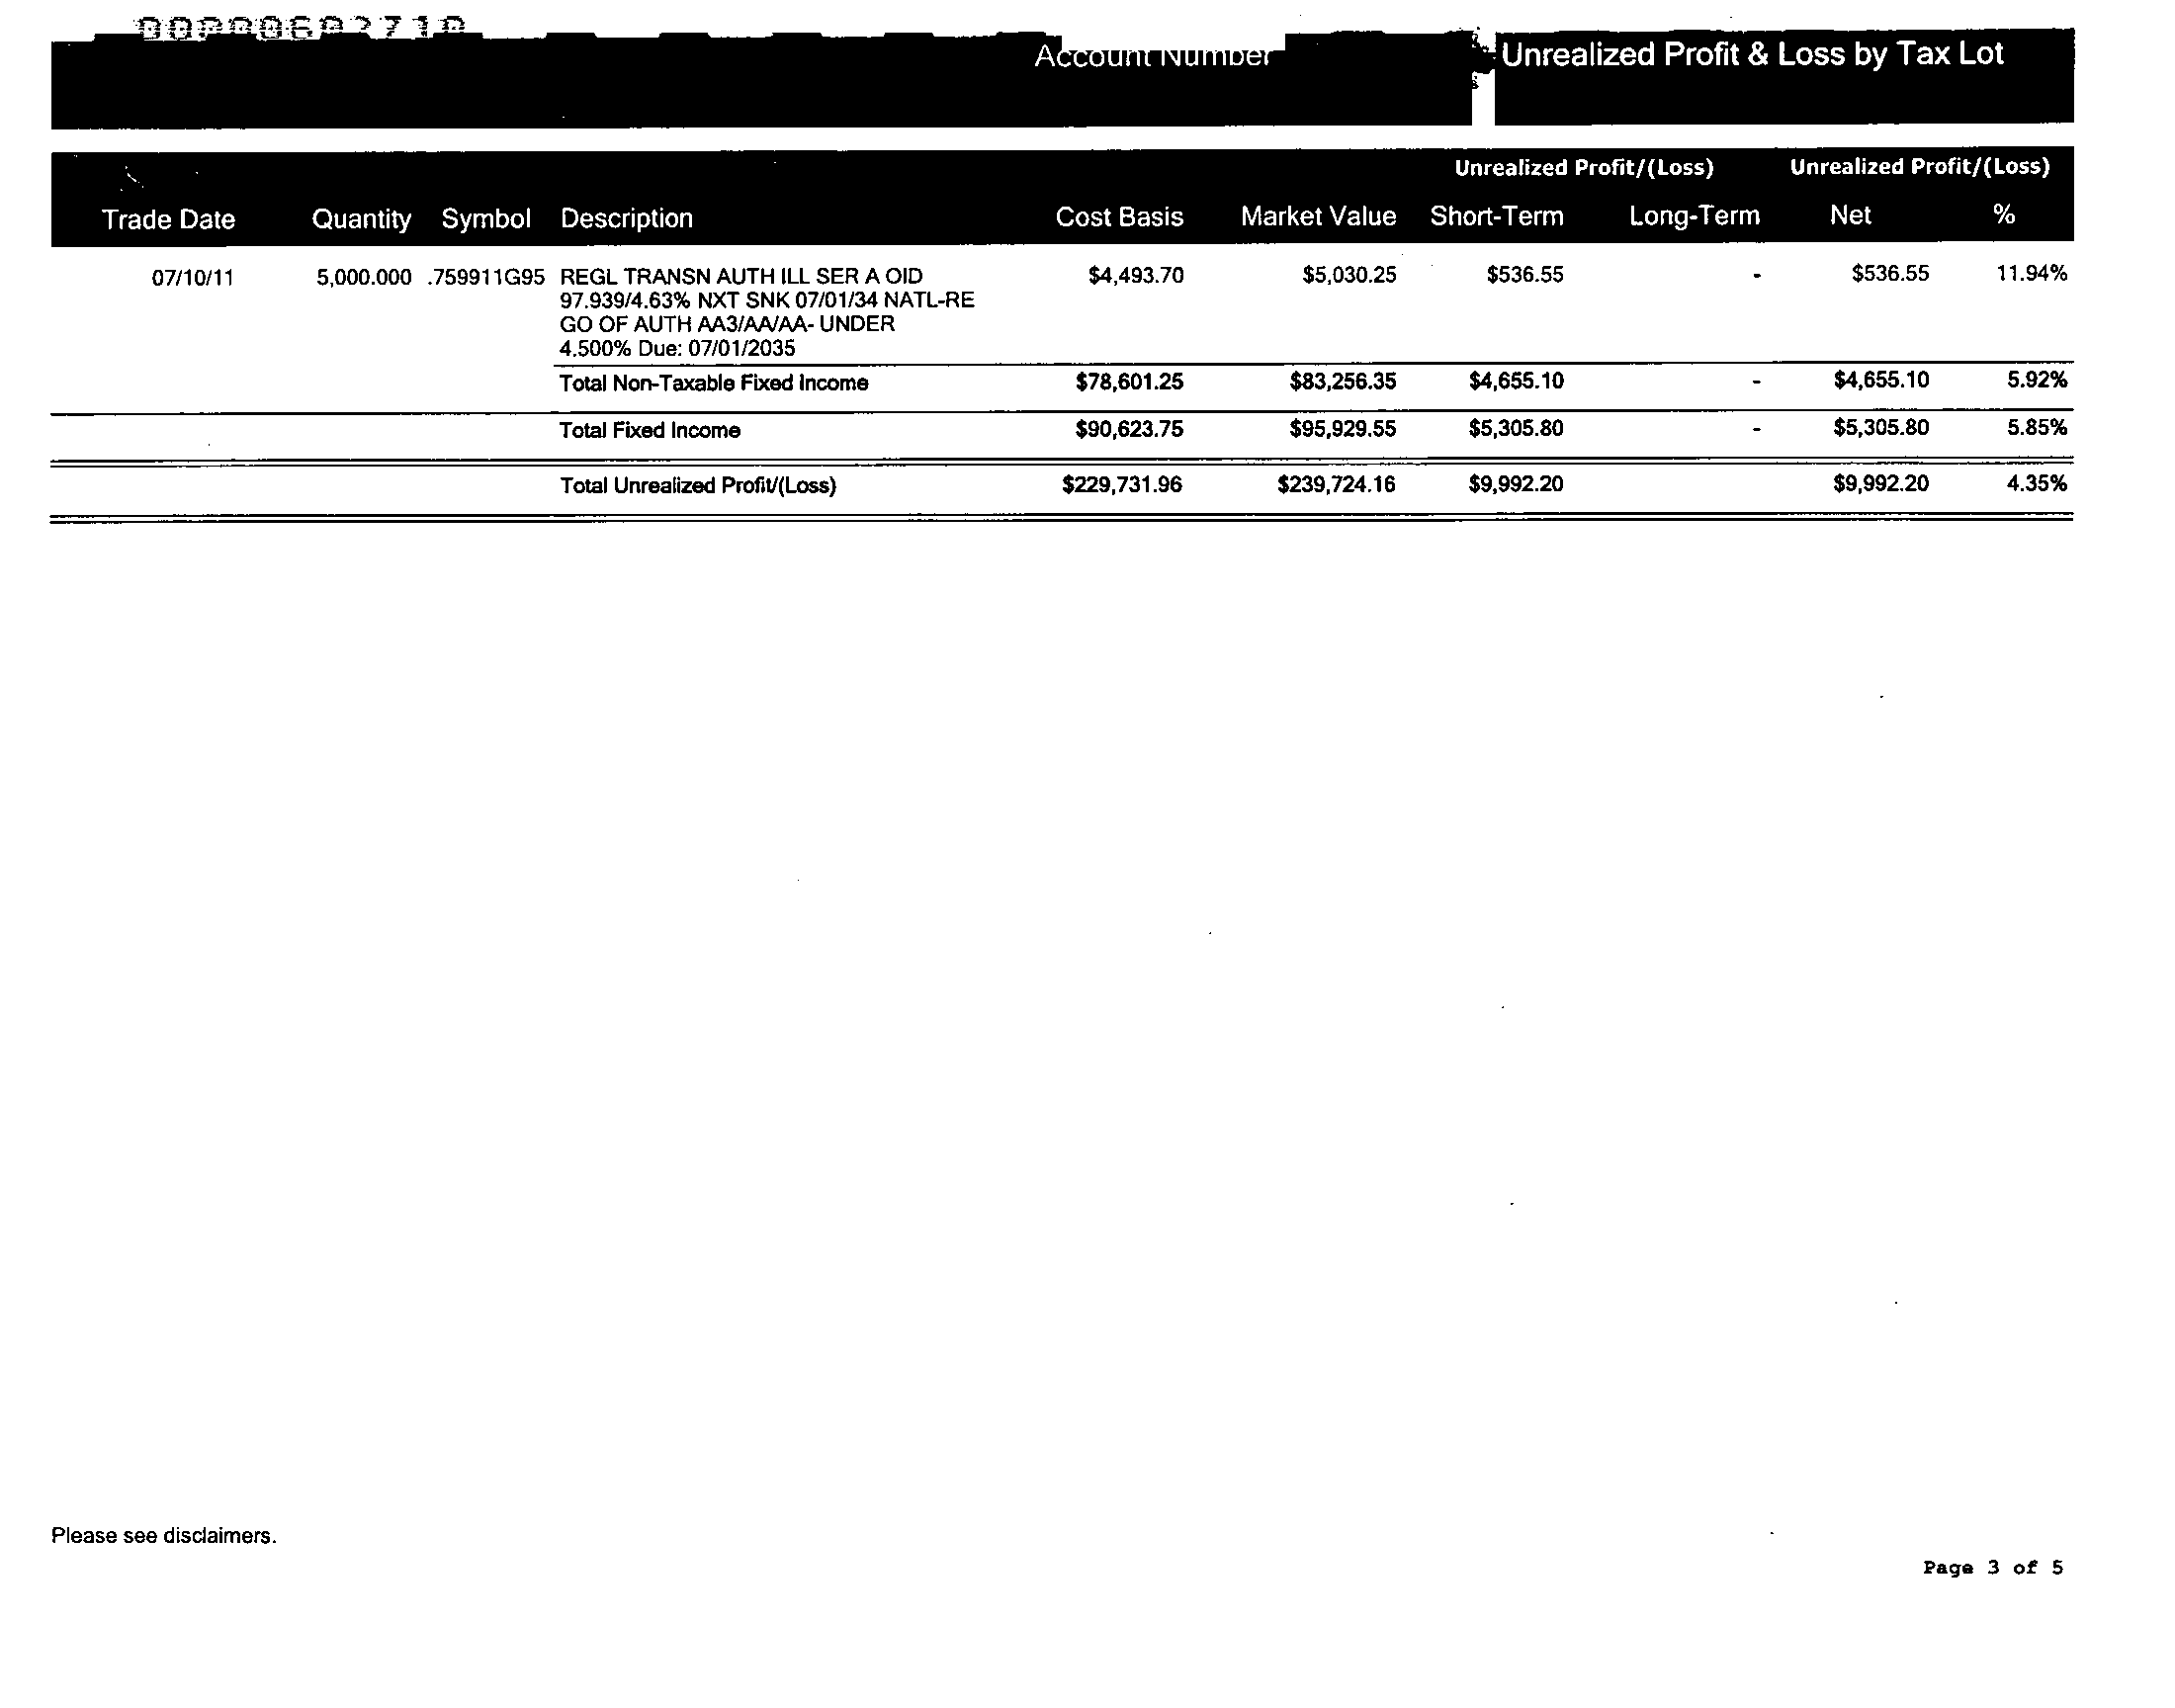 Account Number
Unrealized Profit & Loss by Tax Lot
Unrealized Profit/(Loss) Unrealized Profit/(Loss)
Trade Date Quantity Symbol Description Cost Basis Market Value Short-Term Long-Term Net %
07/10/11 5,000.000 .759911G95 REGL TRANSN AUTH ILL SER A OID $4,493.70 $5,030.25 $536.55 - $536.55 11.94%
97.939/4.63% NXT SNK 07/01/34 NATL-RE
GO OF AUTH AA3/AA/AA- UNDER
4.500% Due: 07/01/2035
Total Non-Taxable Fixed Income $78,601.25 $83,256.35 $4,655.10 - $4,655.10 5.92%
Total Fixed Income $90,623.75 $95,929.55 $5,305.80 - $5,305.80 5.85%
Total Unrealized Profit/(Loss) $229,731.96 $239,724.16 $9,992.20 $9,992.20 4.35%
Please see disclaimers.
Page 3 of 5